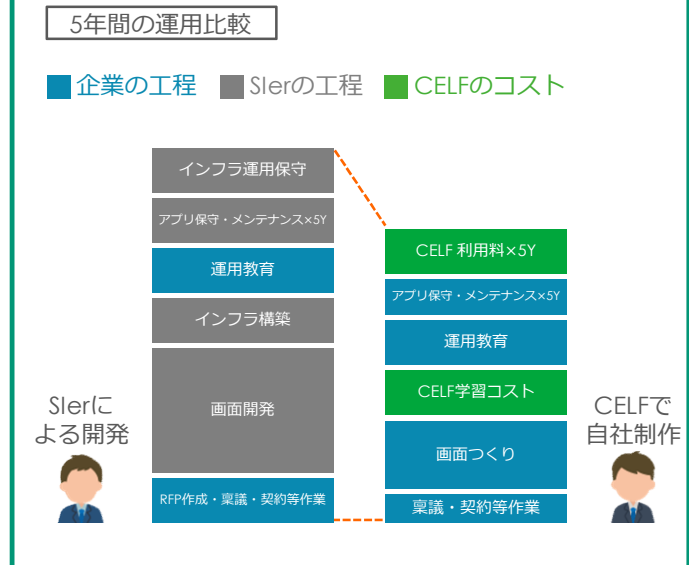 5年間の運用比較
企業の工程
SIerの工程
CELFのコスト
インフラ運用保守
アプリ保守・メンテナンス×5Y
運用教育
インフラ構築
画面開発
RFP作成・稟議・契約等作業
SIerに
よる開発
CELF 利用料×5Y
アプリ保守・メンテナンス×5Y
運用教育
CELF学習コスト
画面つくり
稟議・契約等作業
CELFで
自社制作